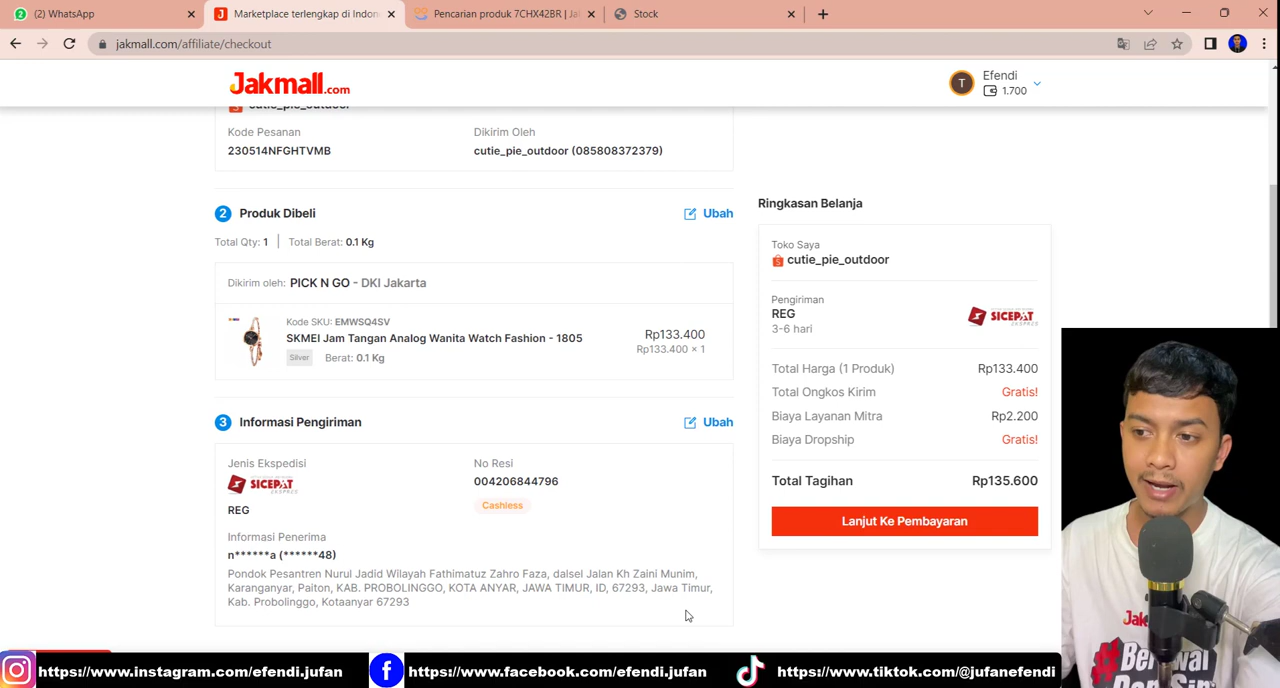 (2) WhatsApp
Marketplace terlengkap di Indon
Pencarian produk 7CHX42BR | Ja
Stock
jakmall.com/affiliate/checkout
Jakmall.com
T
Efendi
1.700
cutie_pie_outdoor
Kode Pesanan
Dikirim Oleh
230514NFGHTVMB
cutie_pie_outdoor (085808372379)
2 Produk Dibeli
Ubah
Total Qty: 1 | Total Berat: 0.1 Kg
Dikirim oleh: PICK N GO - DKI Jakarta
Kode SKU: EMWSQ4SV
SKMEI Jam Tangan Analog Wanita Watch Fashion - 1805
Silver
Berat: 0.1 Kg
Rp133.400
Rp133.400 × 1
3 Informasi Pengiriman
Ubah
Jenis Ekspedisi
No Resi
SICEPAT
EKSPRES
004206844796
REG
Cashless
Informasi Penerima
n******a (******48)
Pondok Pesantren Nurul Jadid Wilayah Fathimatuz Zahro Faza, dalsel Jalan Kh Zaini Munim,
Karanganyar, Paiton, KAB. PROBOLINGGO, KOTA ANYAR, JAWA TIMUR, ID, 67293, Jawa Timur,
Kab. Probolinggo, Kotaanyar 67293
Ringkasan Belanja
Toko Saya
cutie_pie_outdoor
Pengiriman
REG
3-6 hari
SICEPAT
EKSPRES
Total Harga (1 Produk)
Rp133.400
Total Ongkos Kirim
Gratis!
Biaya Layanan Mitra
Rp2.200
Biaya Dropship
Gratis!
Total Tagihan
Rp135.600
Lanjut Ke Pembayaran
https://www.instagram.com/efendi.jufan
https://www.facebook.com/efendi.jufan
https://www.tiktok.com/@jufanefendi